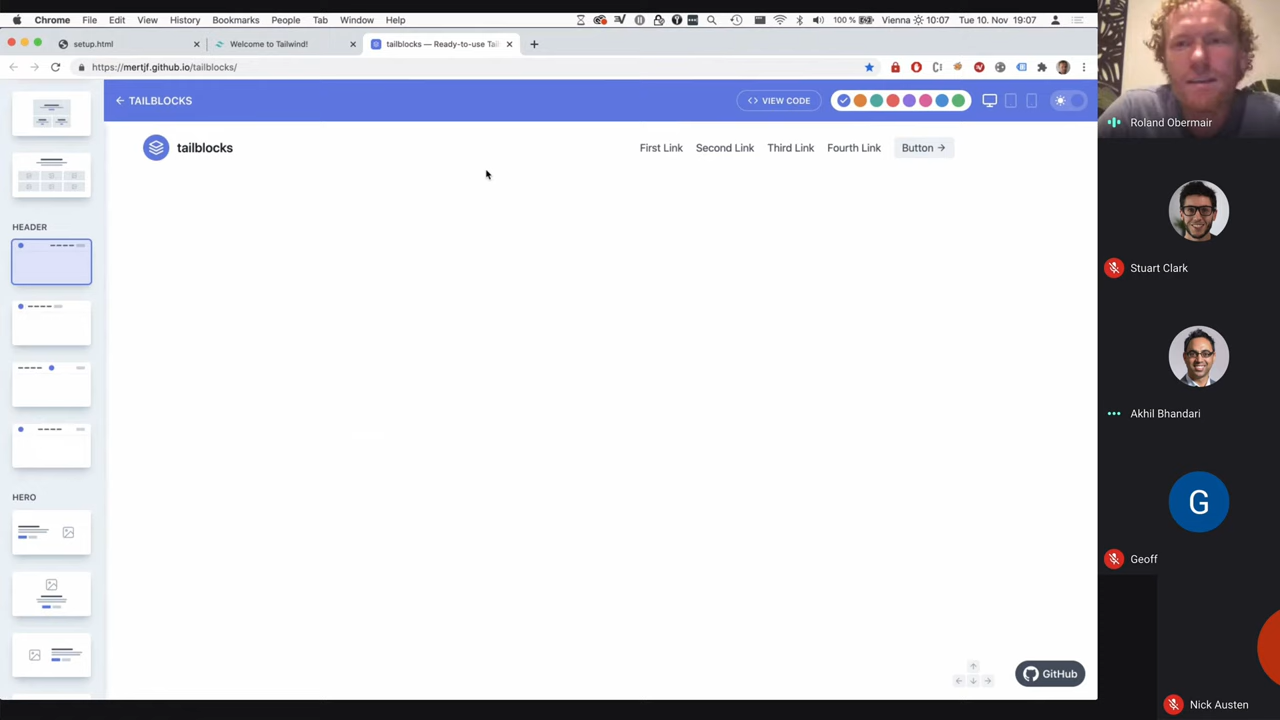 Chrome File Edit View History Bookmarks People Tab Window Help 100 % Vienna 10:07 Tue 10. Nov 19:07
setup.html Welcome to Tailwind! tailblocks — Ready-to-use Tai
https://mertjf.github.io/tailblocks/
TAILBLOCKS VIEW CODE
tailblocks First Link Second Link Third Link Fourth Link Button
HEADER
HERO
GitHub
Roland Obermair
Stuart Clark
Akhil Bhandari
G
Geoff
Nick Austen